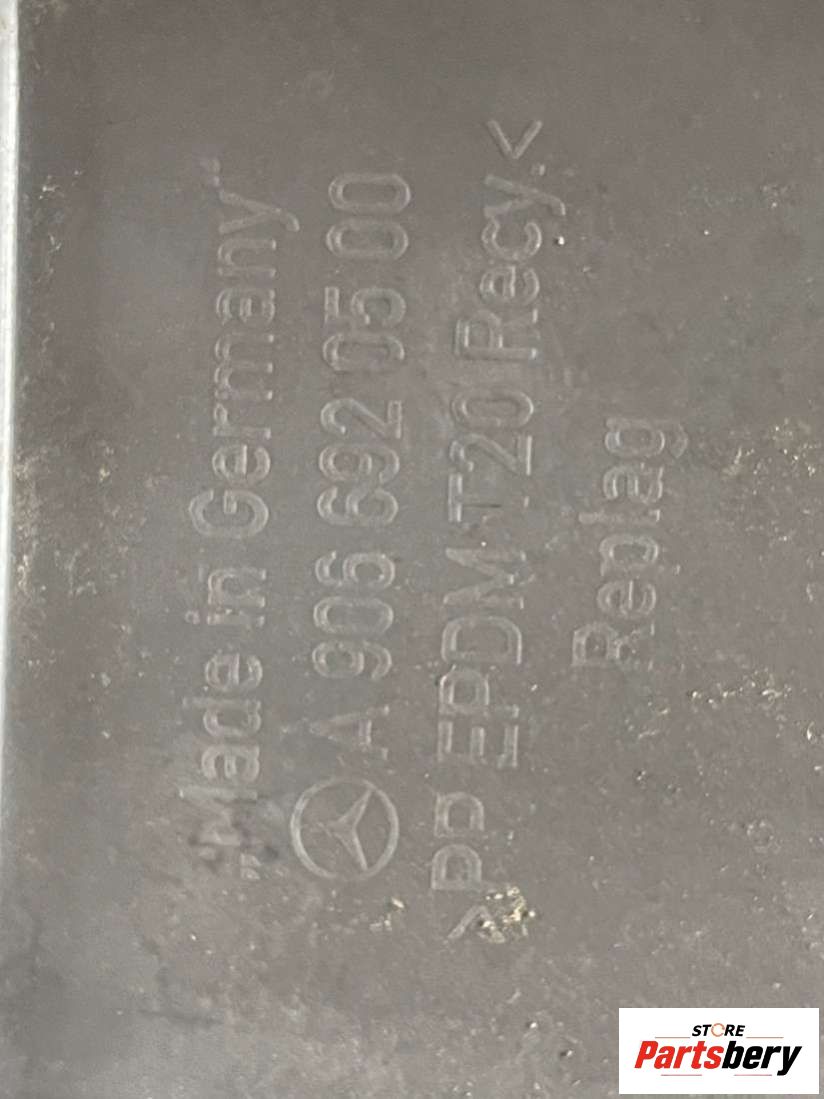 „Made in Germany“
A 906 692 05 00
>PP EPDM T20 Recy.<
Replag
STORE
Partsbery